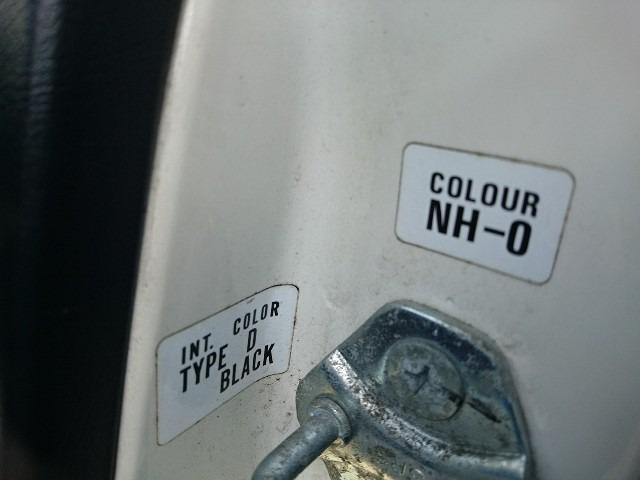 COLOUR
NH-0
INT. COLOR
TYPE D
BLACK